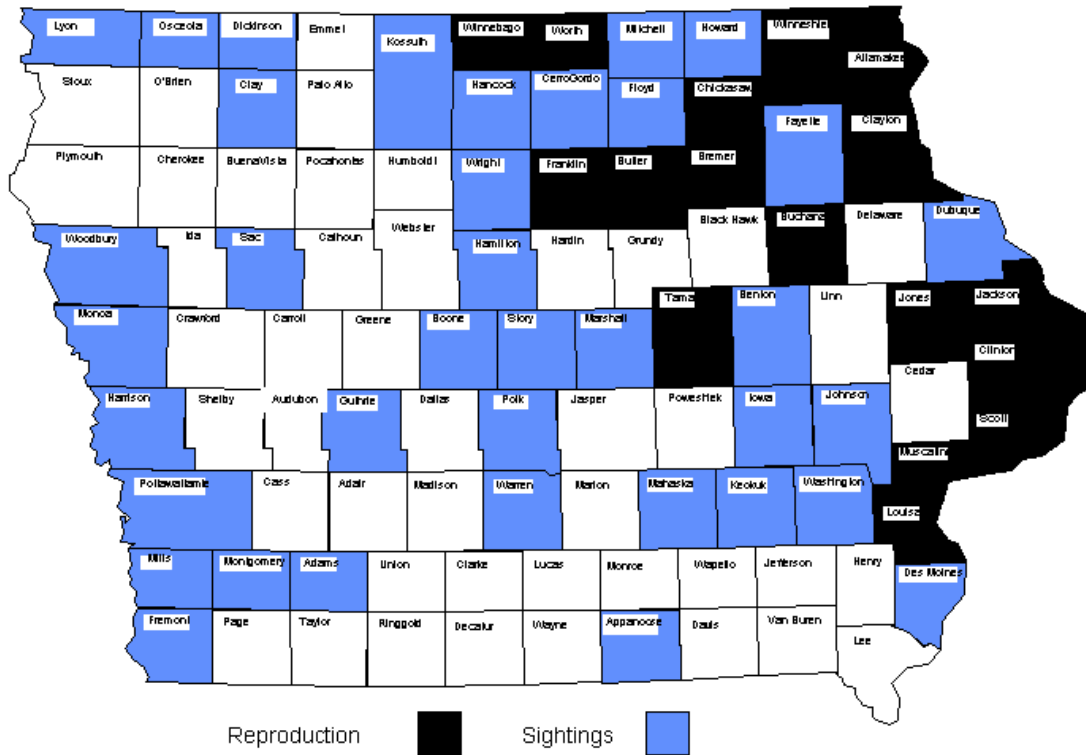 Lyon Osceola Dickinson Emmet Kossuth Winnebago Worth Mitchell Howard Winneshie
Allamakee
Sioux O'Brien Clay Palo Alto Hancock CerroGordo Floyd Chickasaw
Fayette Clayton
Plymouth Cherokee BuenaVista Pocahontas Humboldt Wright Franklin Butler Bremer
Woodbury Ida Sac Calhoun Webster Hamilton Hardin Grundy Black Hawk Buchana Delaware Dubuque
Monoa Crawford Carroll Greene Boone Story Marshall Tama Benton Linn Jones Jackson
Clinton
Cedar
Harrison Shelby Audubon Guthrie Dallas Polk Jasper Poweshiek Iowa Johnson
Scott
Muscatin
Pottawattamie Cass Adair Madison Warren Marion Mahaska Keokuk Washington
Louisa
Mills Montgomery Adams Union Clarke Lucas Monroe Wapello Jefferson Henry Des Moines
Fremont Page Taylor Ringgold Decatur Wayne Appanoose Davis Van Buren
Lee
Reproduction Sightings